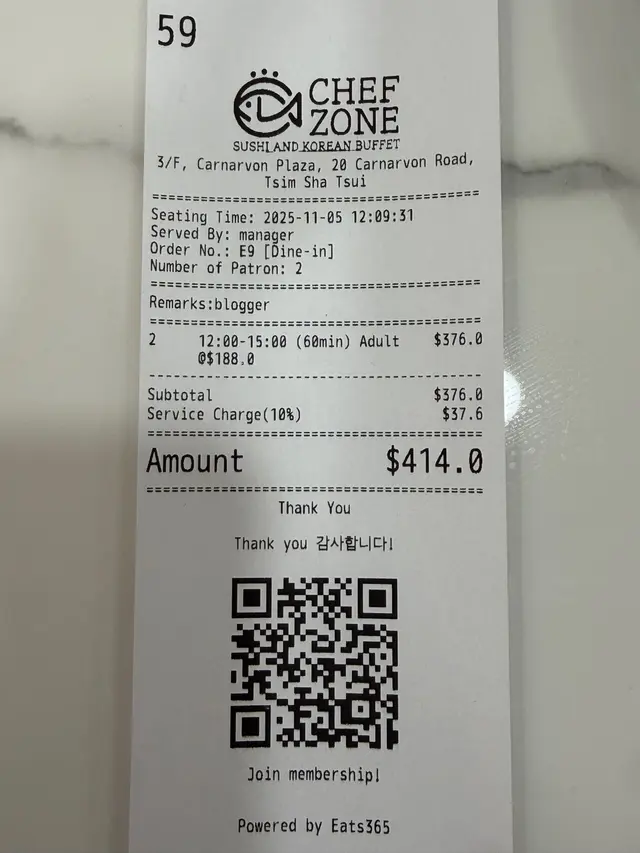 59
CHEF
ZONE
SUSHI AND KOREAN BUFFET
3/F, Carnarvon Plaza, 20 Carnarvon Road,
Tsim Sha Tsui
Seating Time: 2025-11-05 12:09:31
Served By: manager
Order No.: E9 [Dine-in]
Number of Patron: 2
Remarks:blogger
2 12:00-15:00 (60min) Adult $376.0
@$188.0
Subtotal $376.0
Service Charge(10%) $37.6
Amount $414.0
Thank You
Thank you 감사합니다!
Join membership!
Powered by Eats365